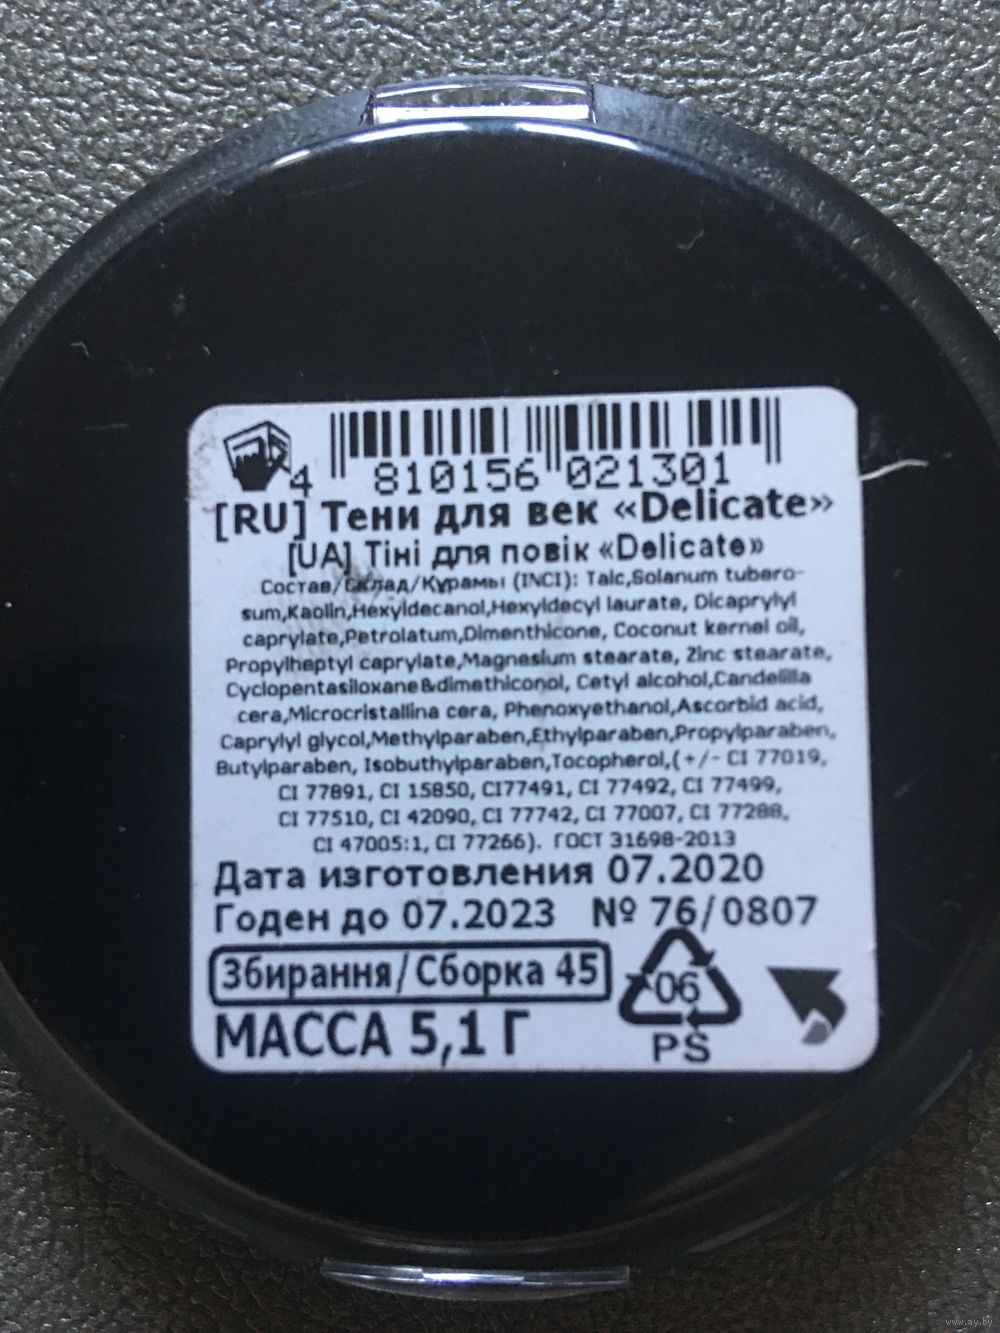 4 810156 021301
[RU] Тени для век «Delicate»
[UA] Тіні для повік «Delicate»
Состав/Склад/Құрамы (INCI): Talc,Solanum tubero-
sum,Kaolin,Hexyldecanol,Hexyldecyl laurate, Dicaprylyl
caprylate,Petrolatum,Dimenthicone, Coconut kernel oil,
Propylheptyl caprylate,Magnesium stearate, Zinc stearate,
Cyclopentasiloxane&dimethiconol, Cetyl alcohol,Candelilla
cera,Microcristallina cera, Phenoxyethanol,Ascorbid acid,
Caprylyl glycol,Methylparaben,Ethylparaben,Propylparaben,
Butylparaben, Isobuthylparaben,Tocopherol,(+/- CI 77019,
CI 77891, CI 15850, CI77491, CI 77492, CI 77499,
CI 77510, CI 42090, CI 77742, CI 77007, CI 77288,
CI 47005:1, CI 77266). ГОСТ 31698-2013
Дата изготовления 07.2020
Годен до 07.2023 № 76/0807
Збирання/Сборка 45
МАССА 5,1 Г
06
PS
www.ay.by